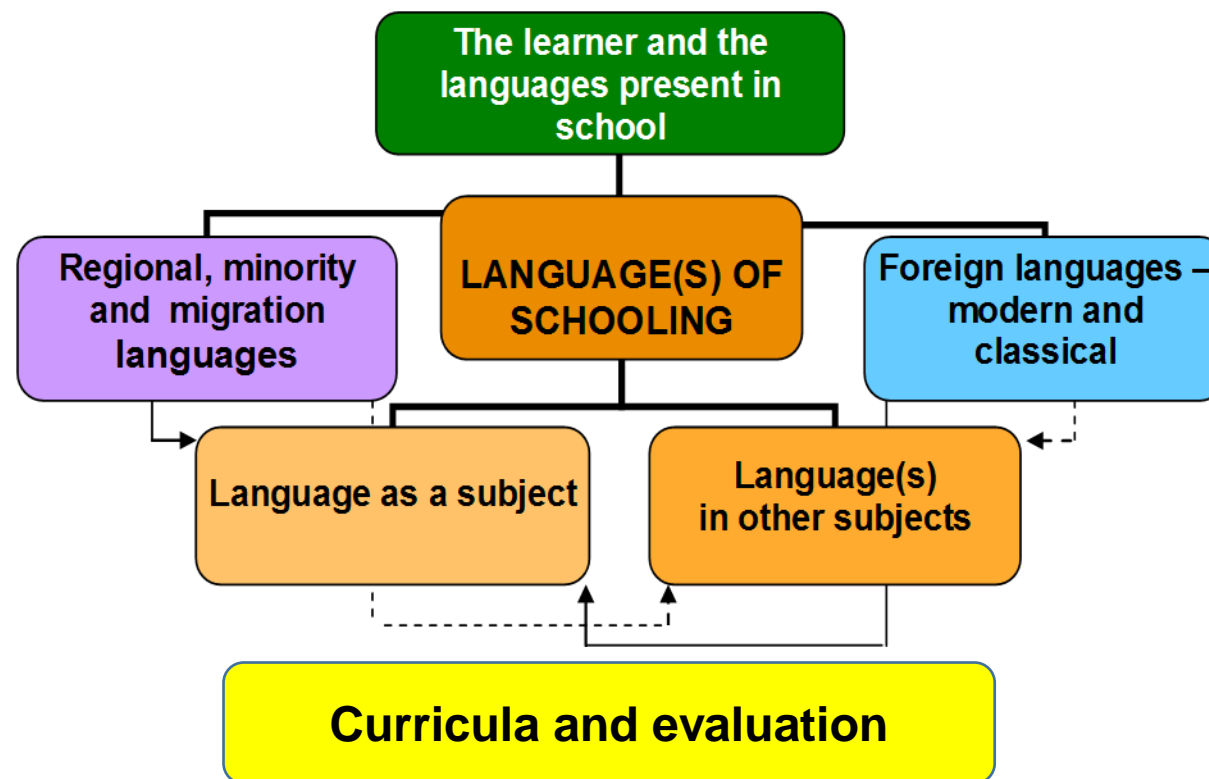 The learner and the
languages present in
school
Regional, minority
and migration
languages
LANGUAGE(S) OF
SCHOOLING
Foreign languages –
modern and
classical
Language as a subject
Language(s)
in other subjects
Curricula and evaluation